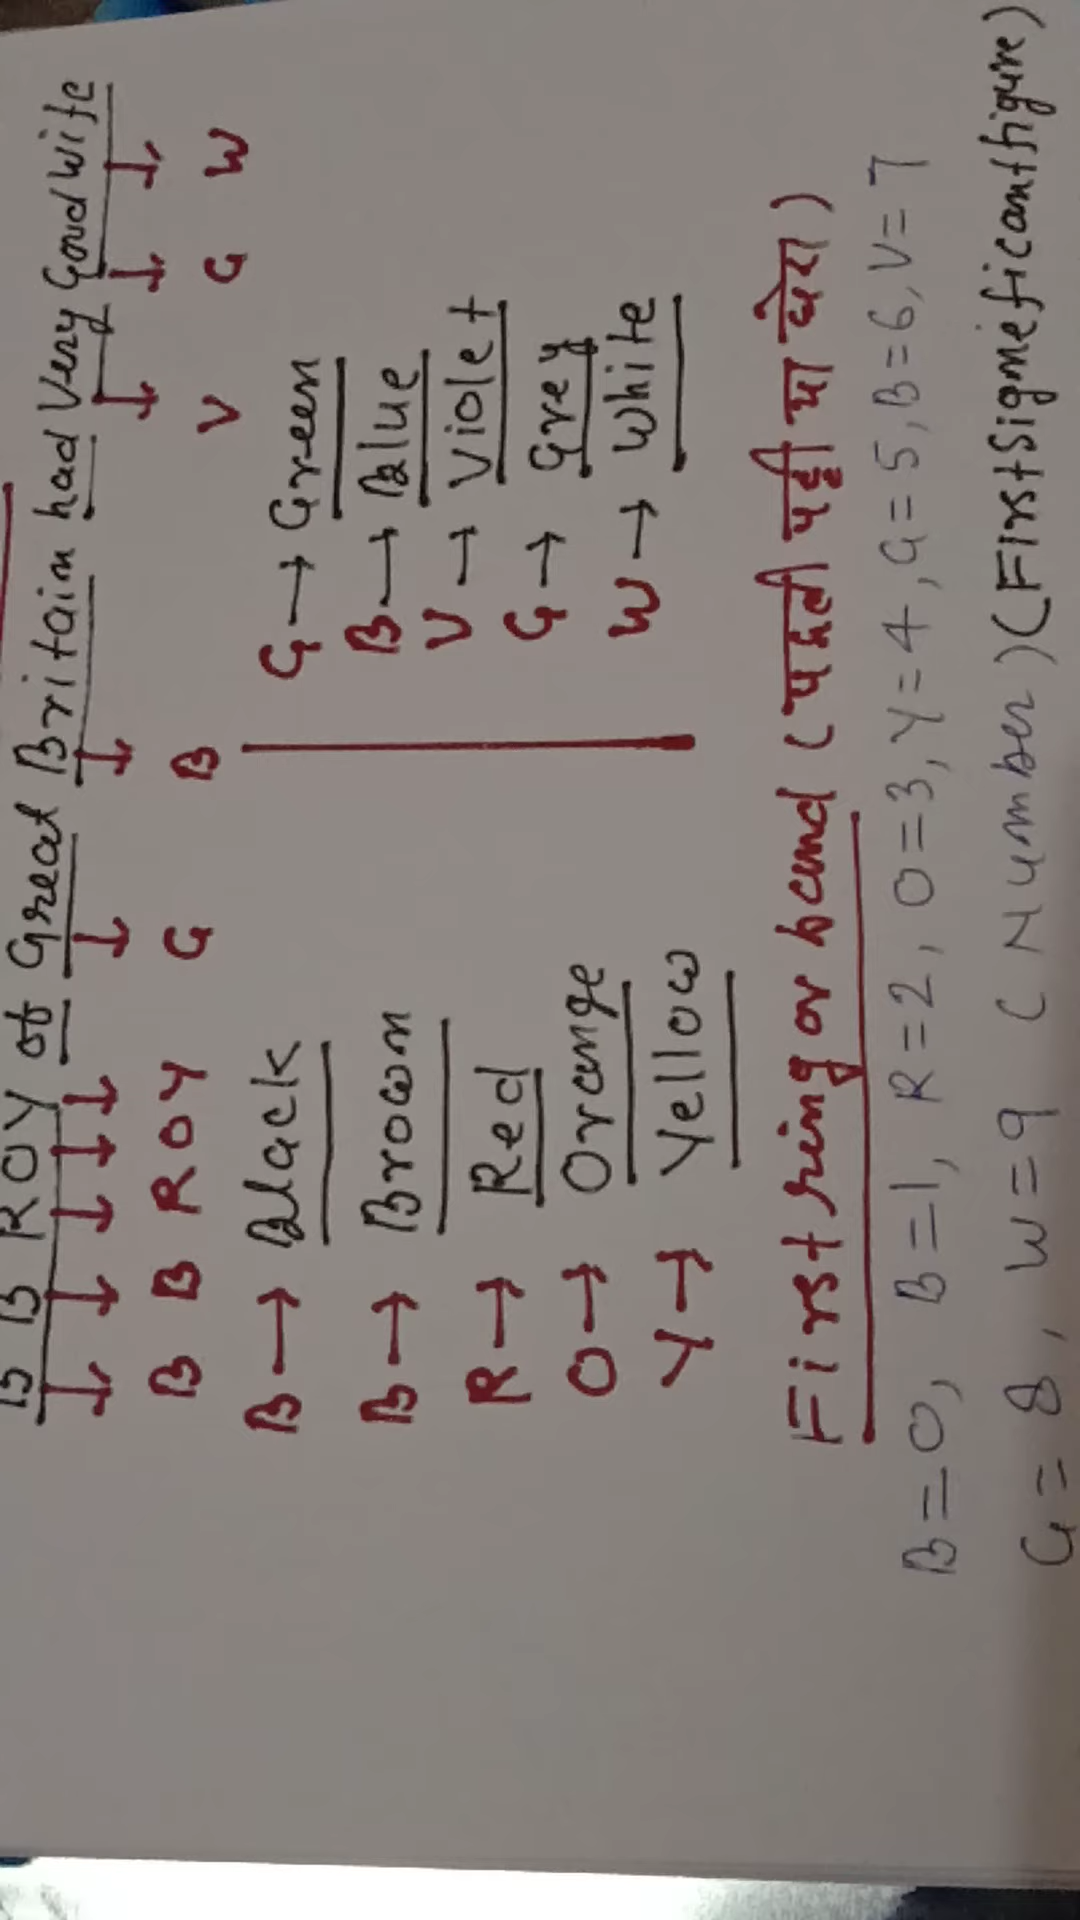 B B ROY of Great Britain had Very Good Wife
B B R O Y G B V G W
B → Black
B → Brown
R → Red
O → Orange
Y → Yellow
G → Green
B → Blue
V → Violet
G → Grey
W → White
First ring or band (पहली पट्टी या घेरा)
B=0, B=1, R=2, O=3, Y=4, G=5, B=6, V=7
G=8, W=9 (Number) (First Significant figure)